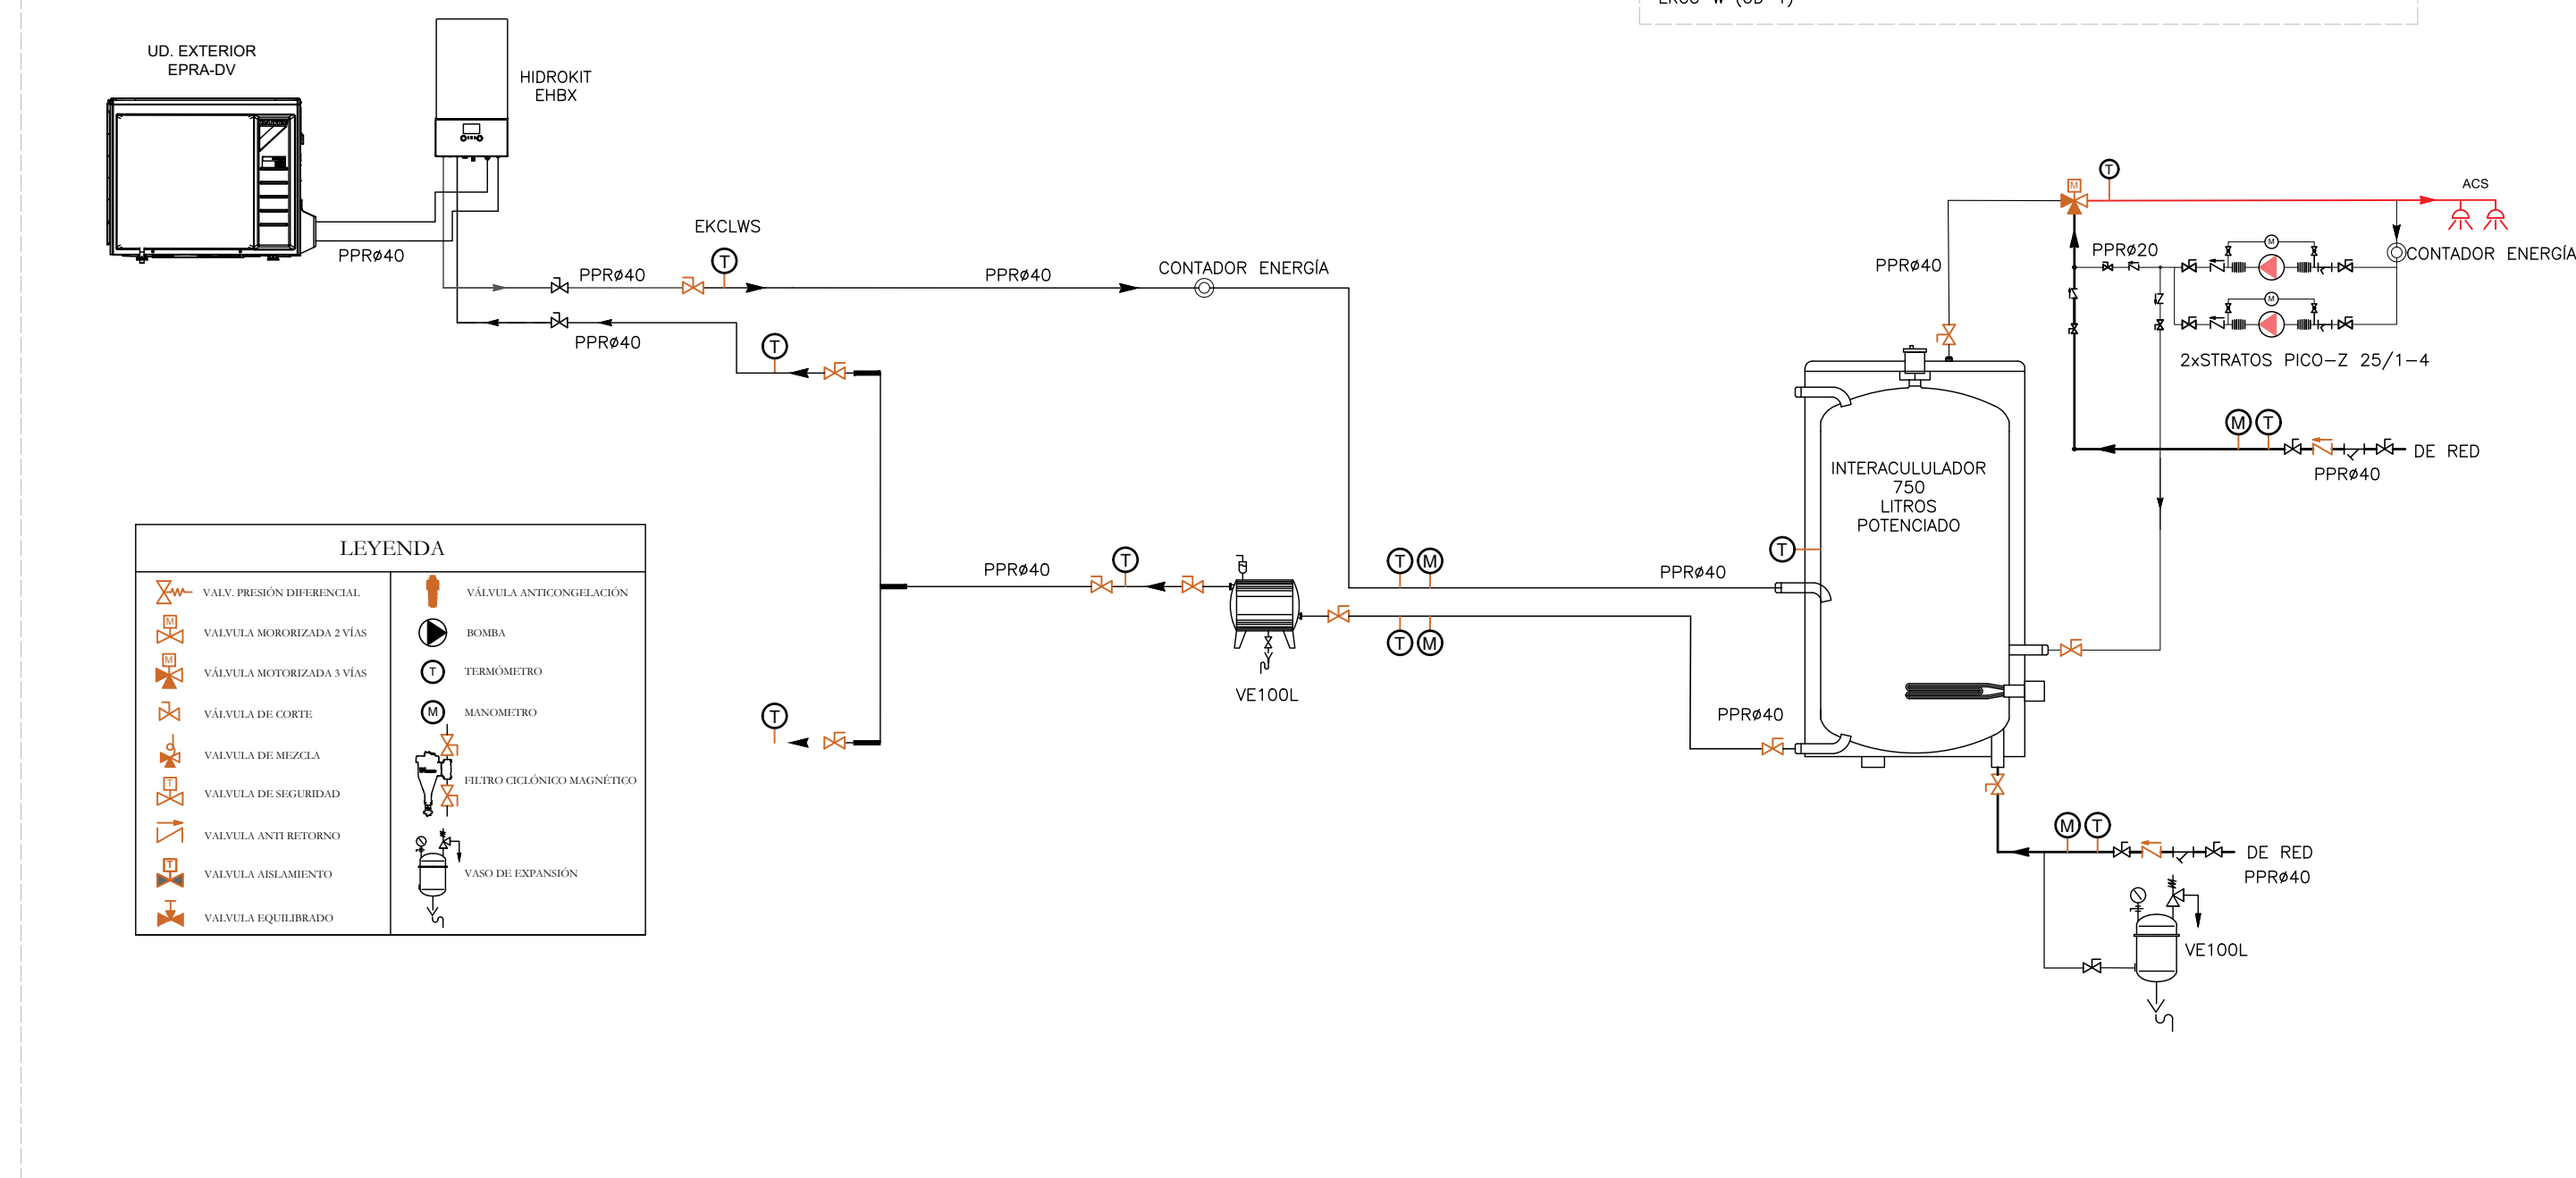 UD. EXTERIOR
EPRA-DV
HIDROKIT
EHBX
PPRø40
EKCLWS
T
PPRø40
PPRø40
CONTADOR ENERGÍA
PPRø40
T
T
M
ACS
PPRø40
PPRø20
M
CONTADOR ENERGÍA
M
2xSTRATOS PICO-Z 25/1-4
M
T
DE RED
PPRø40
INTERACULULADOR
750
LITROS
POTENCIADO
T
PPRø40
T
T
M
PPRø40
T
M
VE100L
PPRø40
T
M
T
DE RED
PPRø40
VE100L
LEYENDA
VALV. PRESIÓN DIFERENCIAL
M
VALVULA MORORIZADA 2 VÍAS
M
VÁLVULA MOTORIZADA 3 VÍAS
VÁLVULA DE CORTE
VALVULA DE MEZCLA
T
VALVULA DE SEGURIDAD
VALVULA ANTI RETORNO
T
VALVULA AISLAMIENTO
VALVULA EQUILIBRADO
VÁLVULA ANTICONGELACIÓN
BOMBA
T
TERMÓMETRO
M
MANOMETRO
FILTRO CICLÓNICO MAGNÉTICO
VASO DE EXPANSIÓN